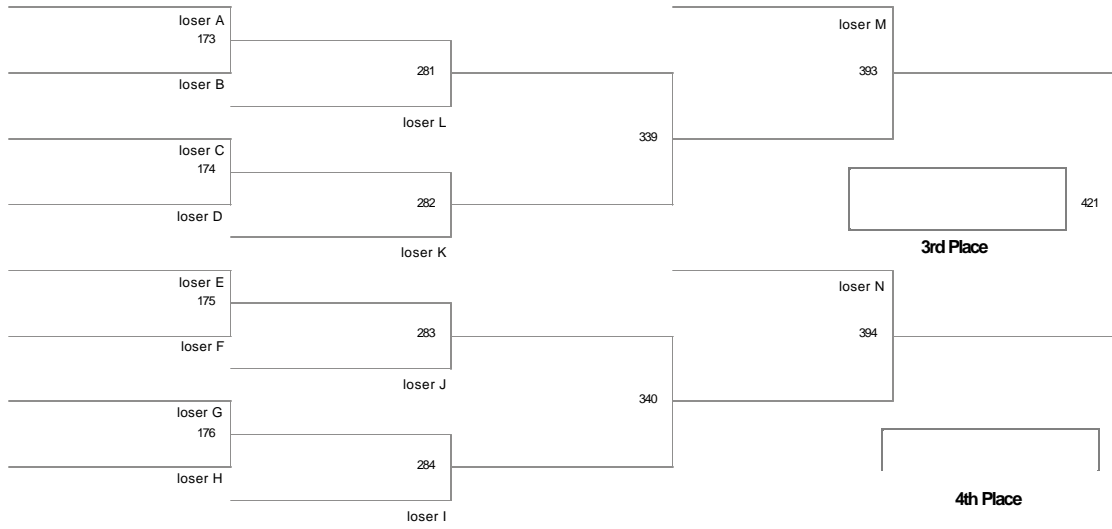 loser A
173
loser B
281
loser L
loser C
174
loser D
282
loser K
339
loser M
393
421
3rd Place
loser E
175
loser F
283
loser J
loser G
176
loser H
284
loser I
340
loser N
394
4th Place